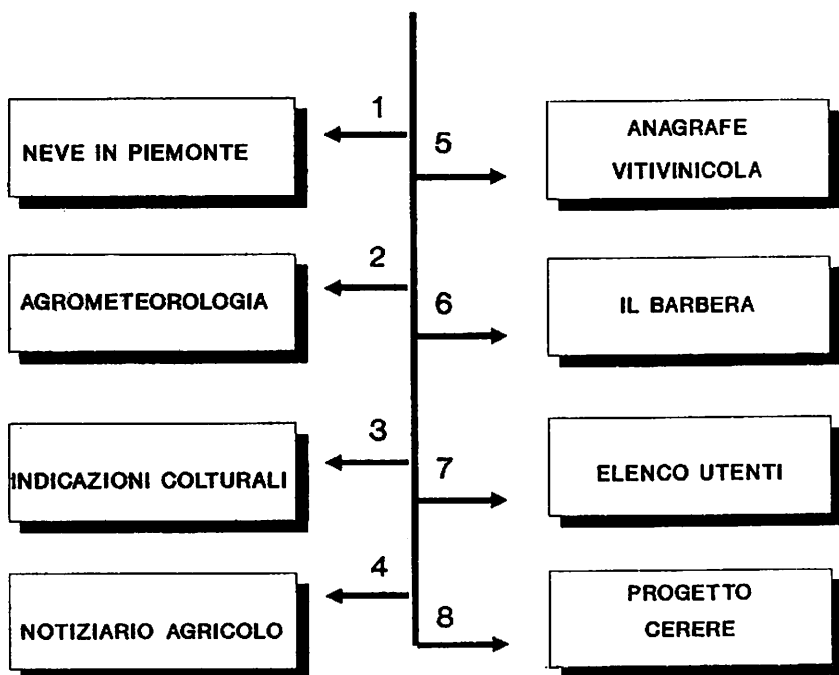 1
NEVE IN PIEMONTE
2
AGROMETEOROLOGIA
3
INDICAZIONI COLTURALI
4
NOTIZIARIO AGRICOLO
5
ANAGRAFE
VITIVINICOLA
6
IL BARBERA
7
ELENCO UTENTI
8
PROGETTO
CERERE